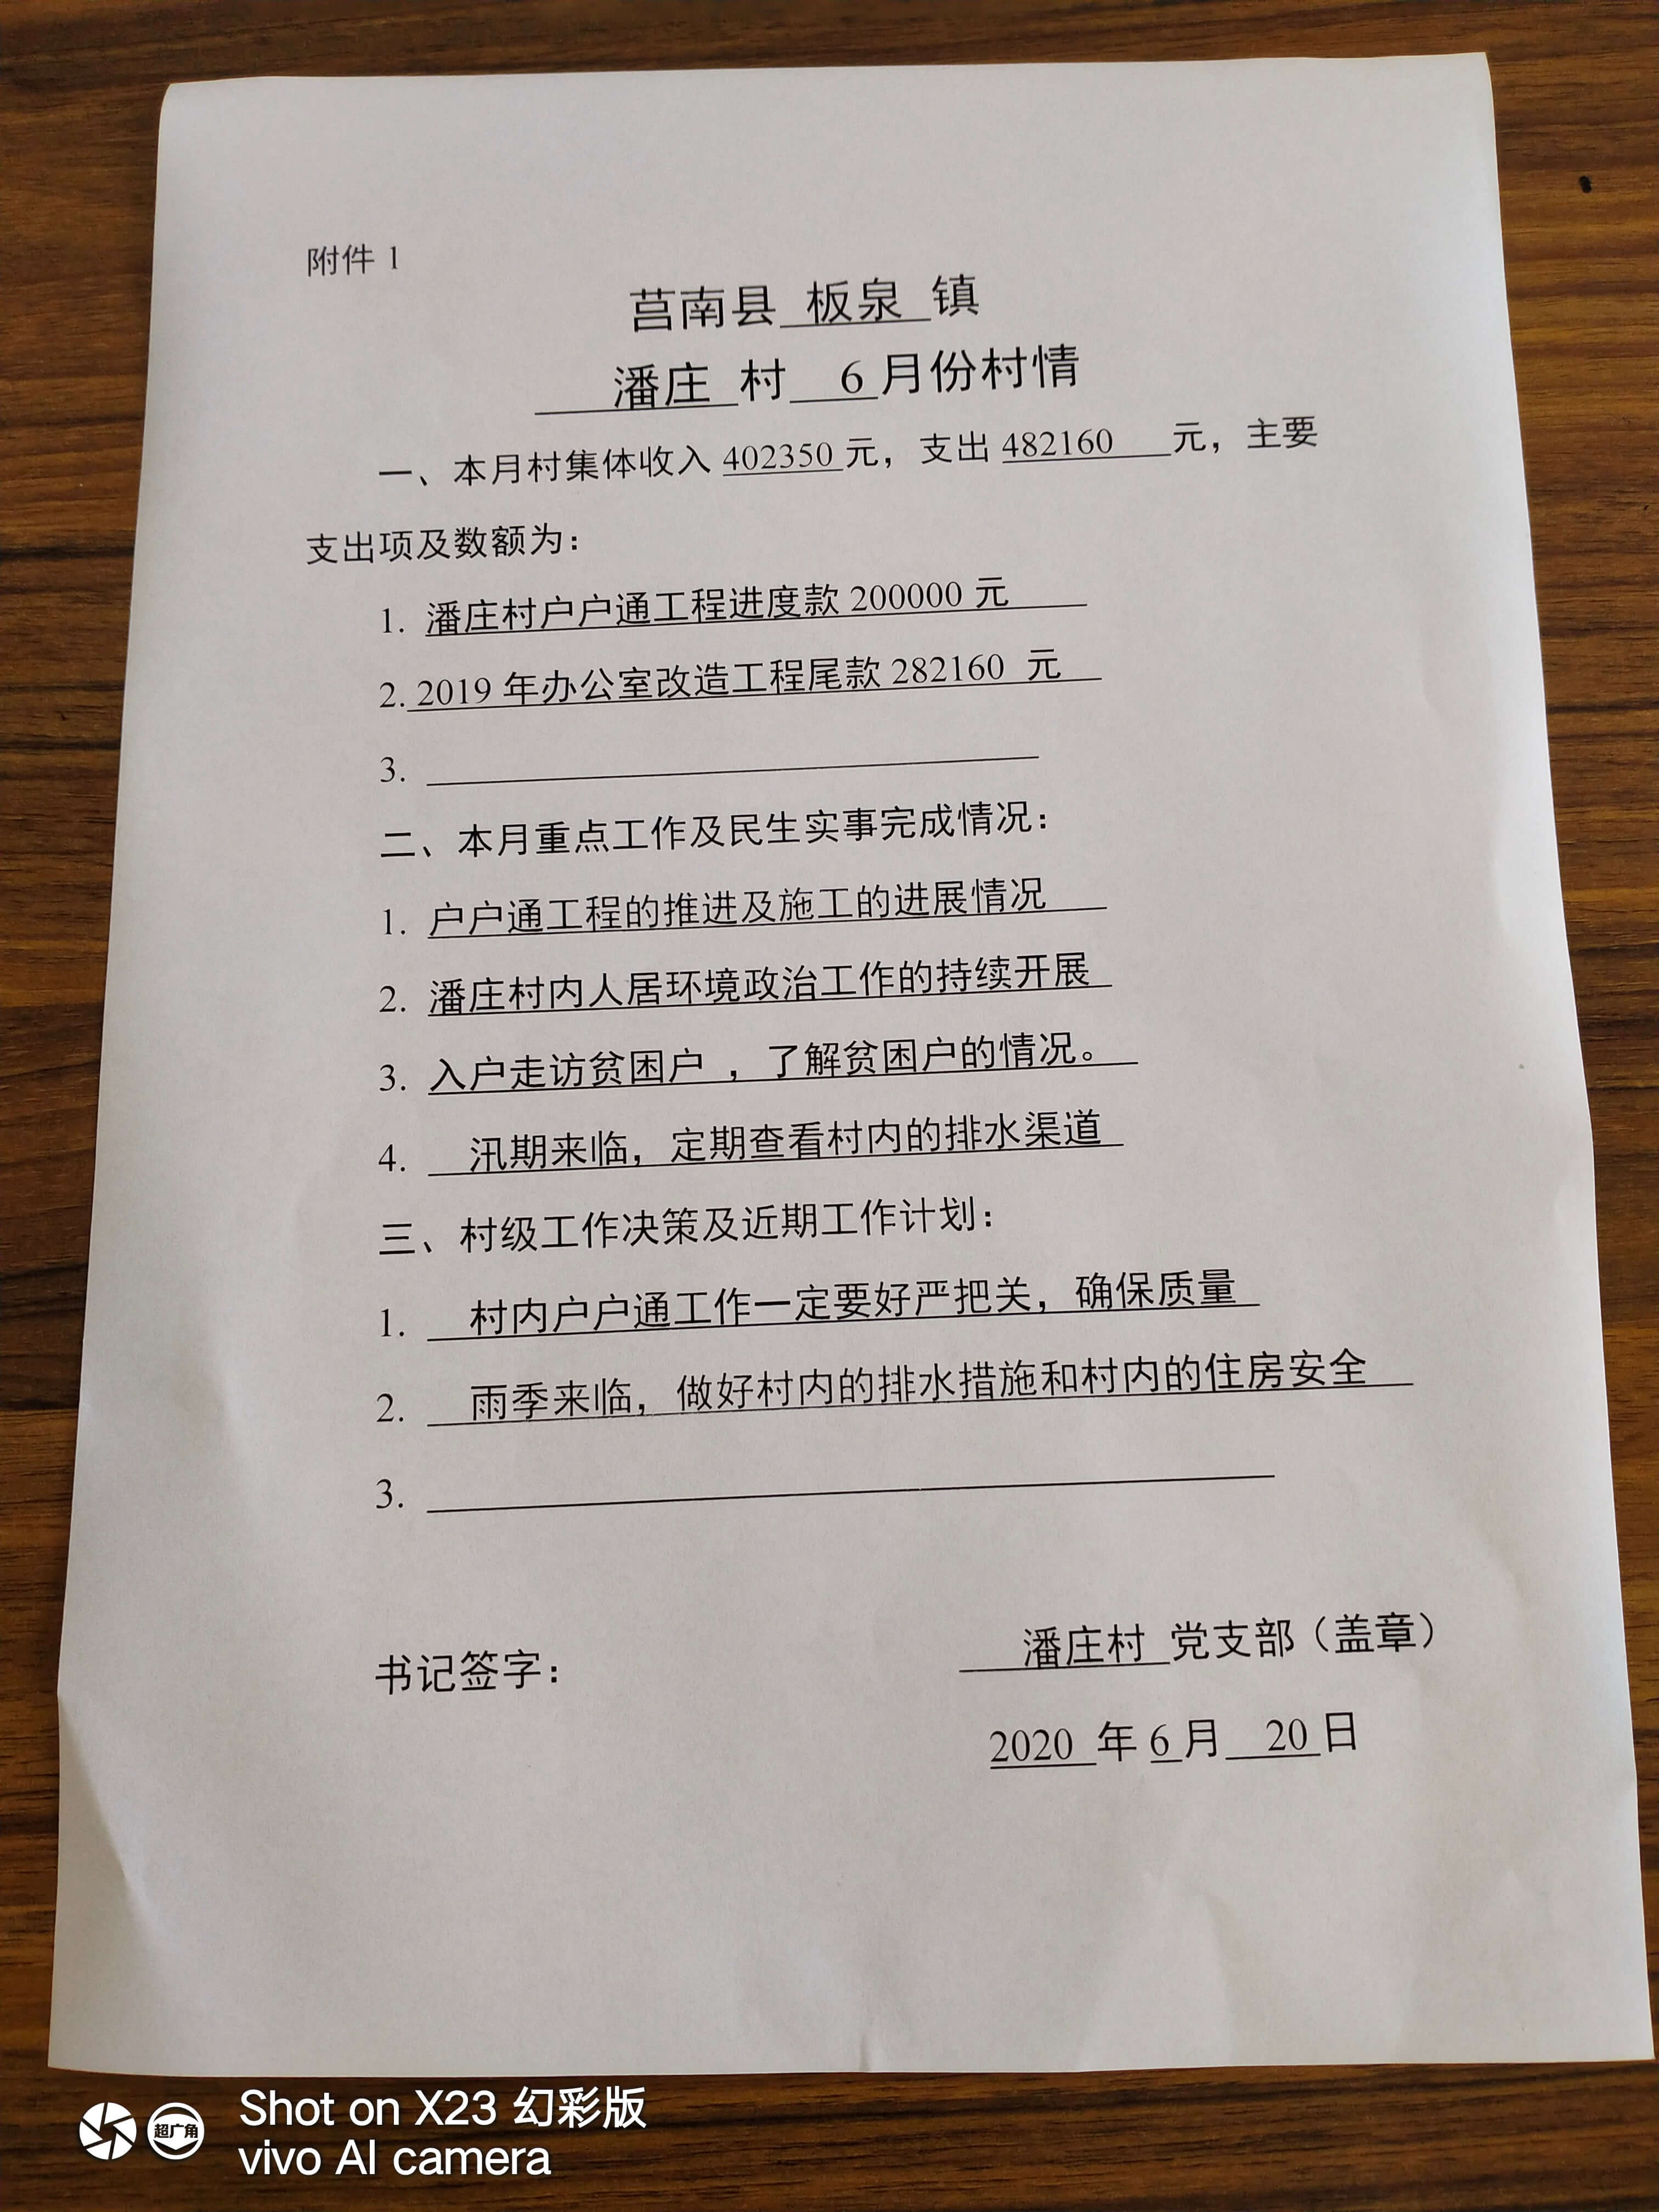 附件 1
莒南县 板泉 镇
潘庄 村 6 月份村情
一、本月村集体收入 402350 元，支出 482160 元，主要
支出项及数额为：
1. 潘庄村户户通工程进度款 200000 元
2. 2019 年办公室改造工程尾款 282160 元
3.
二、本月重点工作及民生实事完成情况：
1. 户户通工程的推进及施工的进展情况
2. 潘庄村内人居环境政治工作的持续开展
3. 入户走访贫困户 ，了解贫困户的情况。
4. 汛期来临，定期查看村内的排水渠道
三、村级工作决策及近期工作计划：
1. 村内户户通工作一定要好严把关，确保质量
2. 雨季来临，做好村内的排水措施和村内的住房安全
3.
潘庄村 党支部（盖章）
书记签字：
2020 年 6 月 20 日
超广角
Shot on X23 幻彩版
vivo AI camera